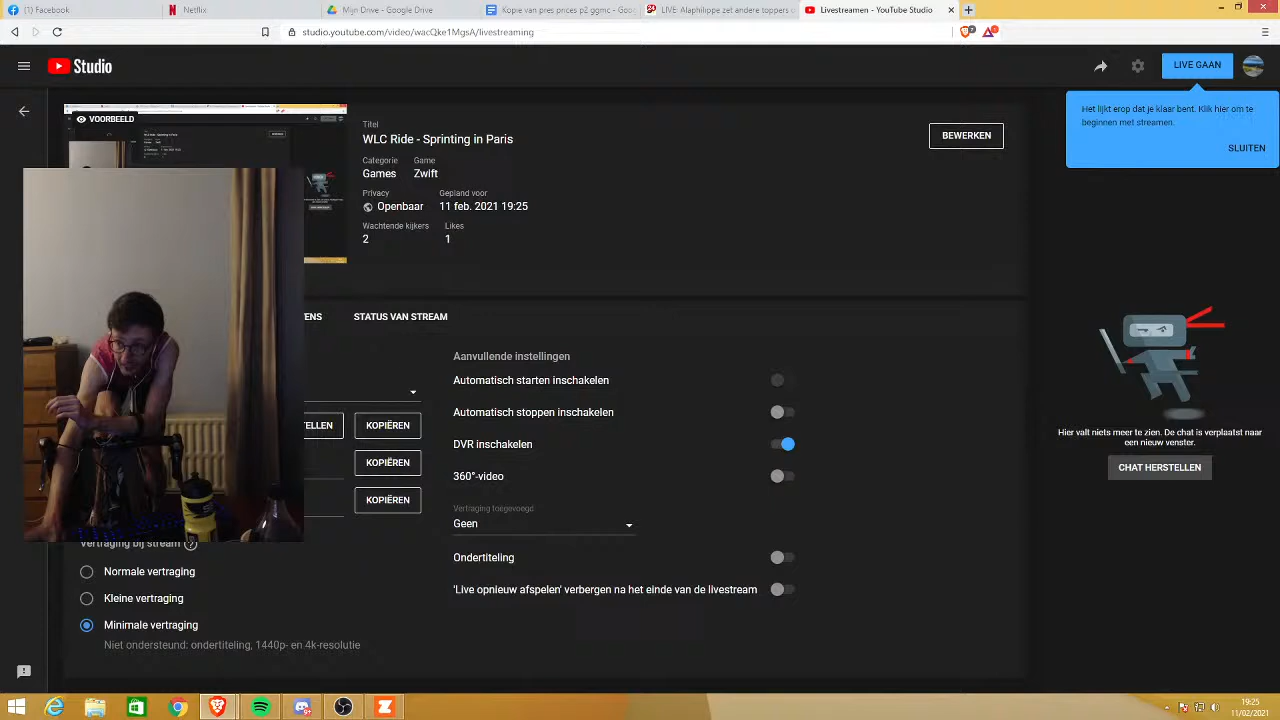 (1) Facebook
Netflix
Mijn Drive - Google Drive
Kopie van pres prices p2 ggmc - Goo
LIVE: Alaphilippe zet andere toppers u
Livestreamen - YouTube Studio
studio.youtube.com/video/wacQke1MgsA/livestreaming
Studio
LIVE GAAN
Het lijkt erop dat je klaar bent. Klik hier om te
beginnen met streamen.
SLUITEN
VOORBEELD
Titel
WLC Ride - Sprinting in Paris
BEWERKEN
Categorie
Game
Games
Zwift
Privacy
Gepland voor
Openbaar
11 feb. 2021 19:25
Wachtende kijkers
Likes
2
1
ENS
STATUS VAN STREAM
Aanvullende instellingen
Automatisch starten inschakelen
Automatisch stoppen inschakelen
TELLEN
KOPIËREN
DVR inschakelen
KOPIËREN
360°-video
KOPIËREN
Vertraging toegevoegd
Geen
Vertraging bij stream
Ondertiteling
Normale vertraging
'Live opnieuw afspelen' verbergen na het einde van de livestream
Kleine vertraging
Minimale vertraging
Niet ondersteund: ondertiteling, 1440p- en 4k-resolutie
Hier valt niets meer te zien. De chat is verplaatst naar
een nieuw venster.
CHAT HERSTELLEN
19:25
11/02/2021